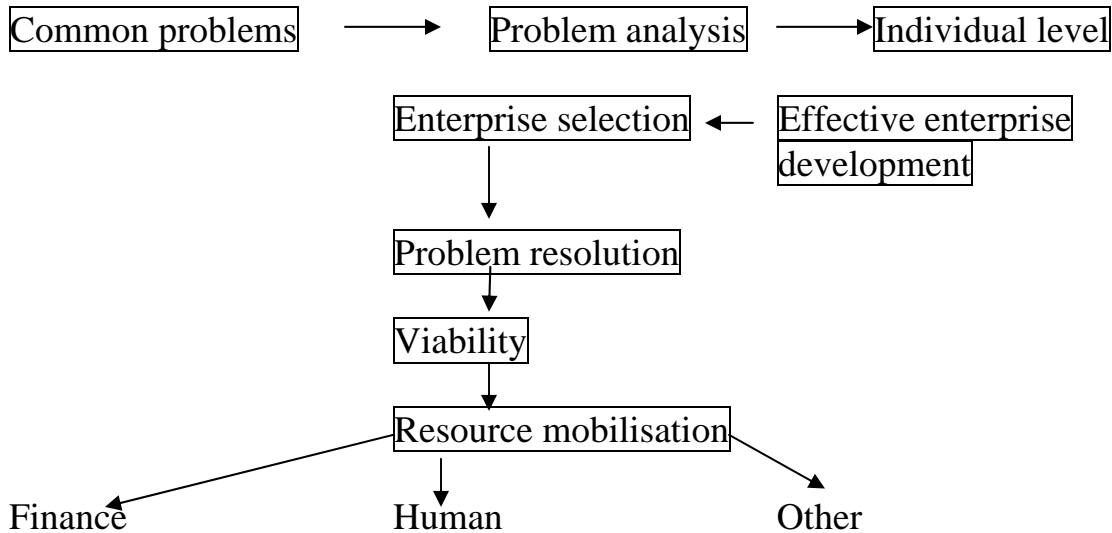 Common problems Problem analysis Individual level
Enterprise selection Effective enterprise
development
Problem resolution
Viability
Resource mobilisation
Finance Human Other